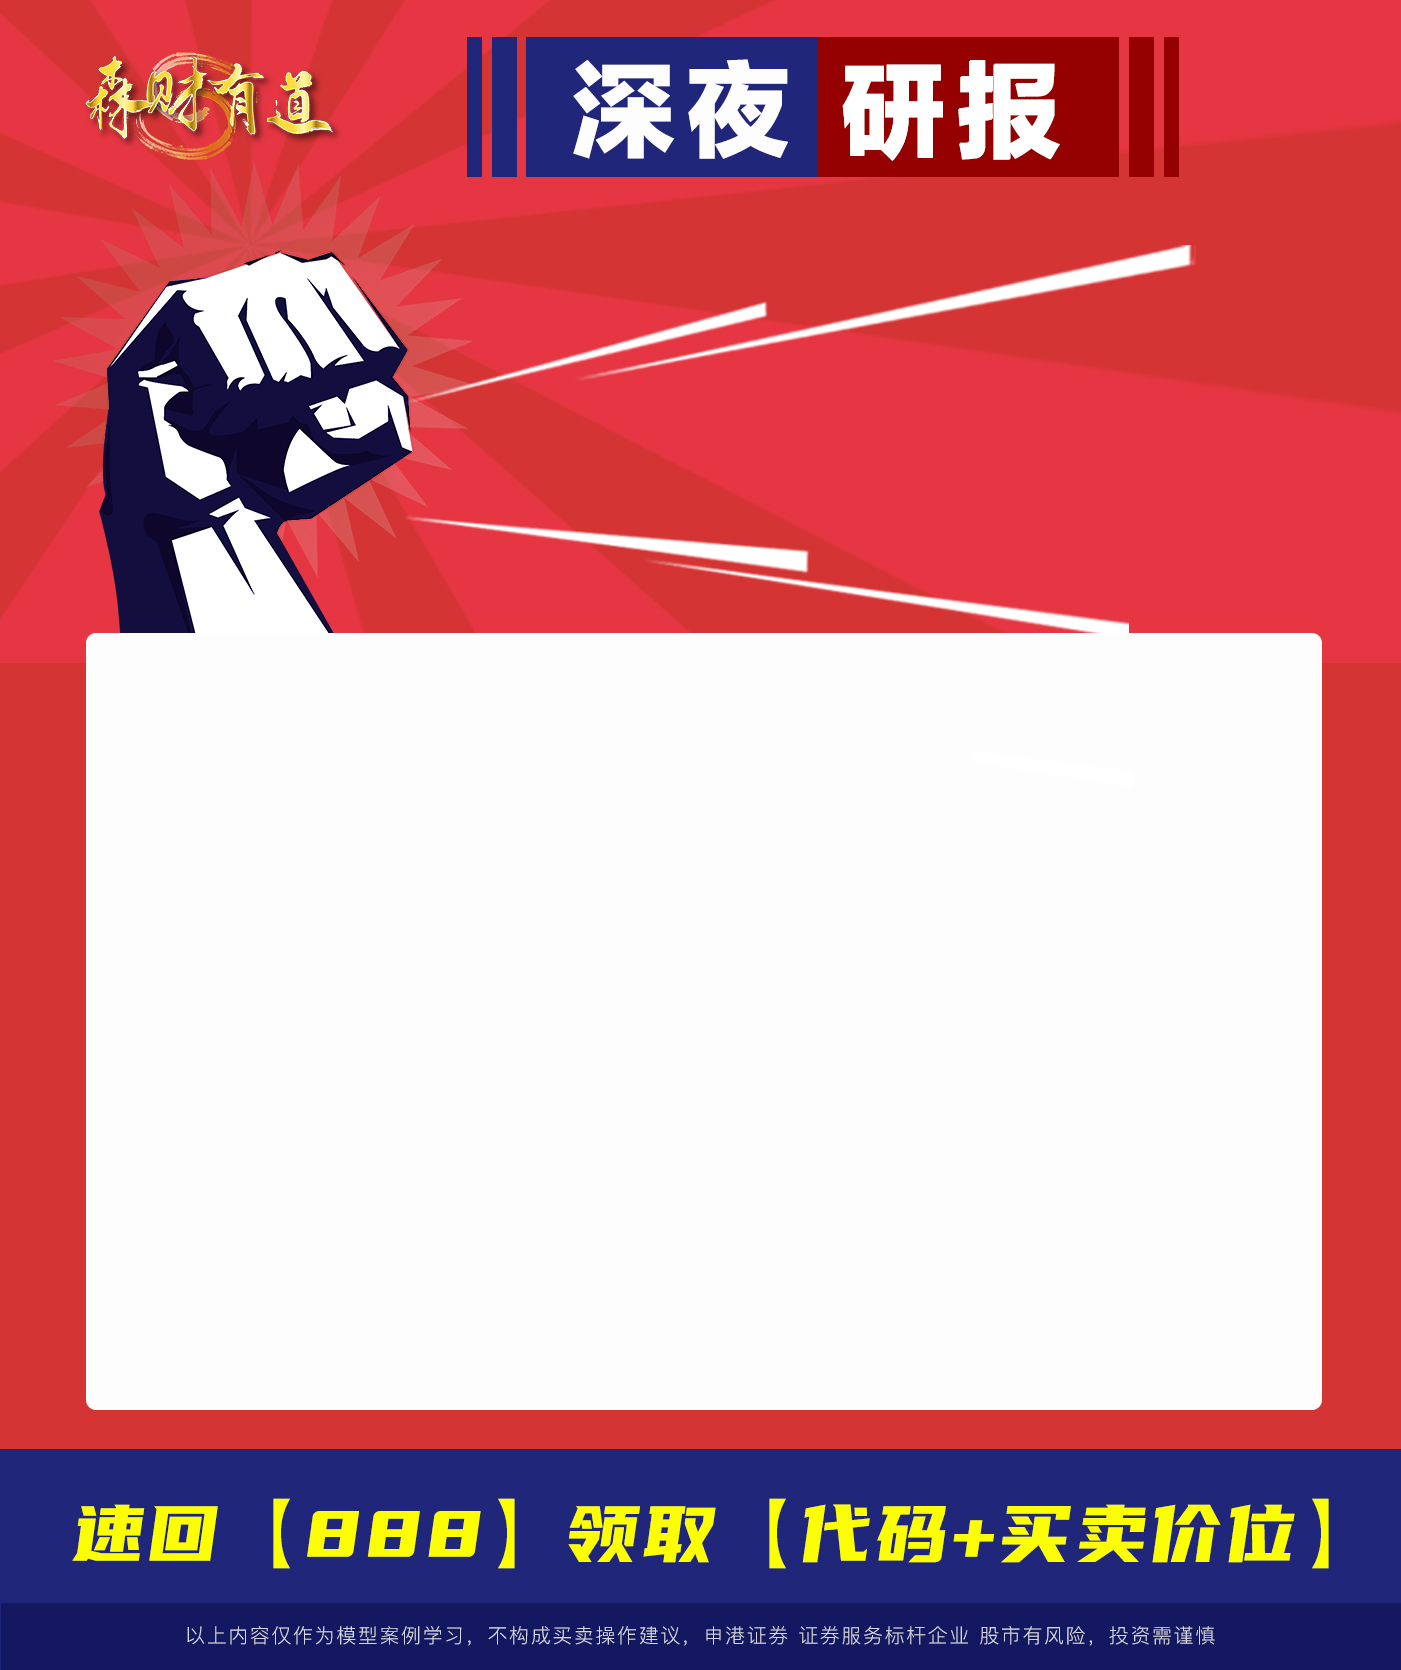 森财有道
深夜 研报
速回【888】领取【代码+买卖价位】
以上内容仅作为模型案例学习，不构成买卖操作建议，申港证券 证券服务标杆企业 股市有风险，投资需谨慎